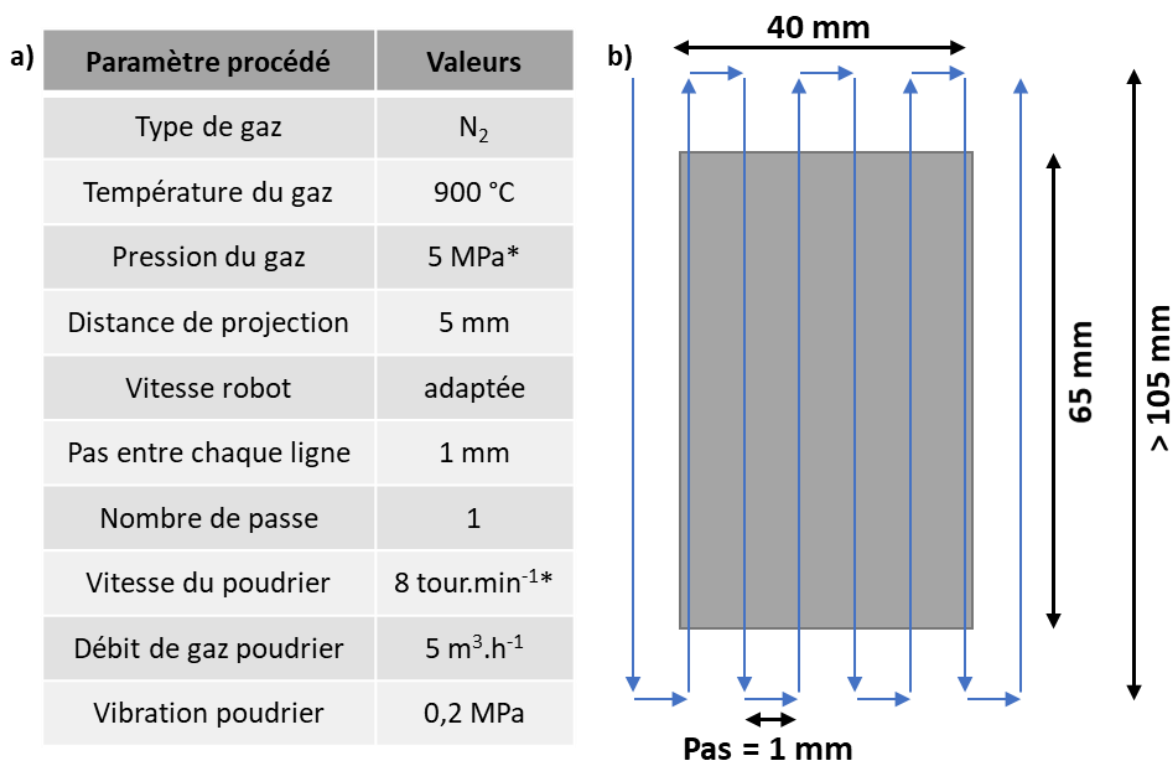 a)
Paramètre procédé Valeurs
Type de gaz N₂
Température du gaz 900 °C
Pression du gaz 5 MPa*
Distance de projection 5 mm
Vitesse robot adaptée
Pas entre chaque ligne 1 mm
Nombre de passe 1
Vitesse du poudrier 8 tour.min⁻¹*
Débit de gaz poudrier 5 m³.h⁻¹
Vibration poudrier 0,2 MPa
b)
40 mm
65 mm
> 105 mm
Pas = 1 mm